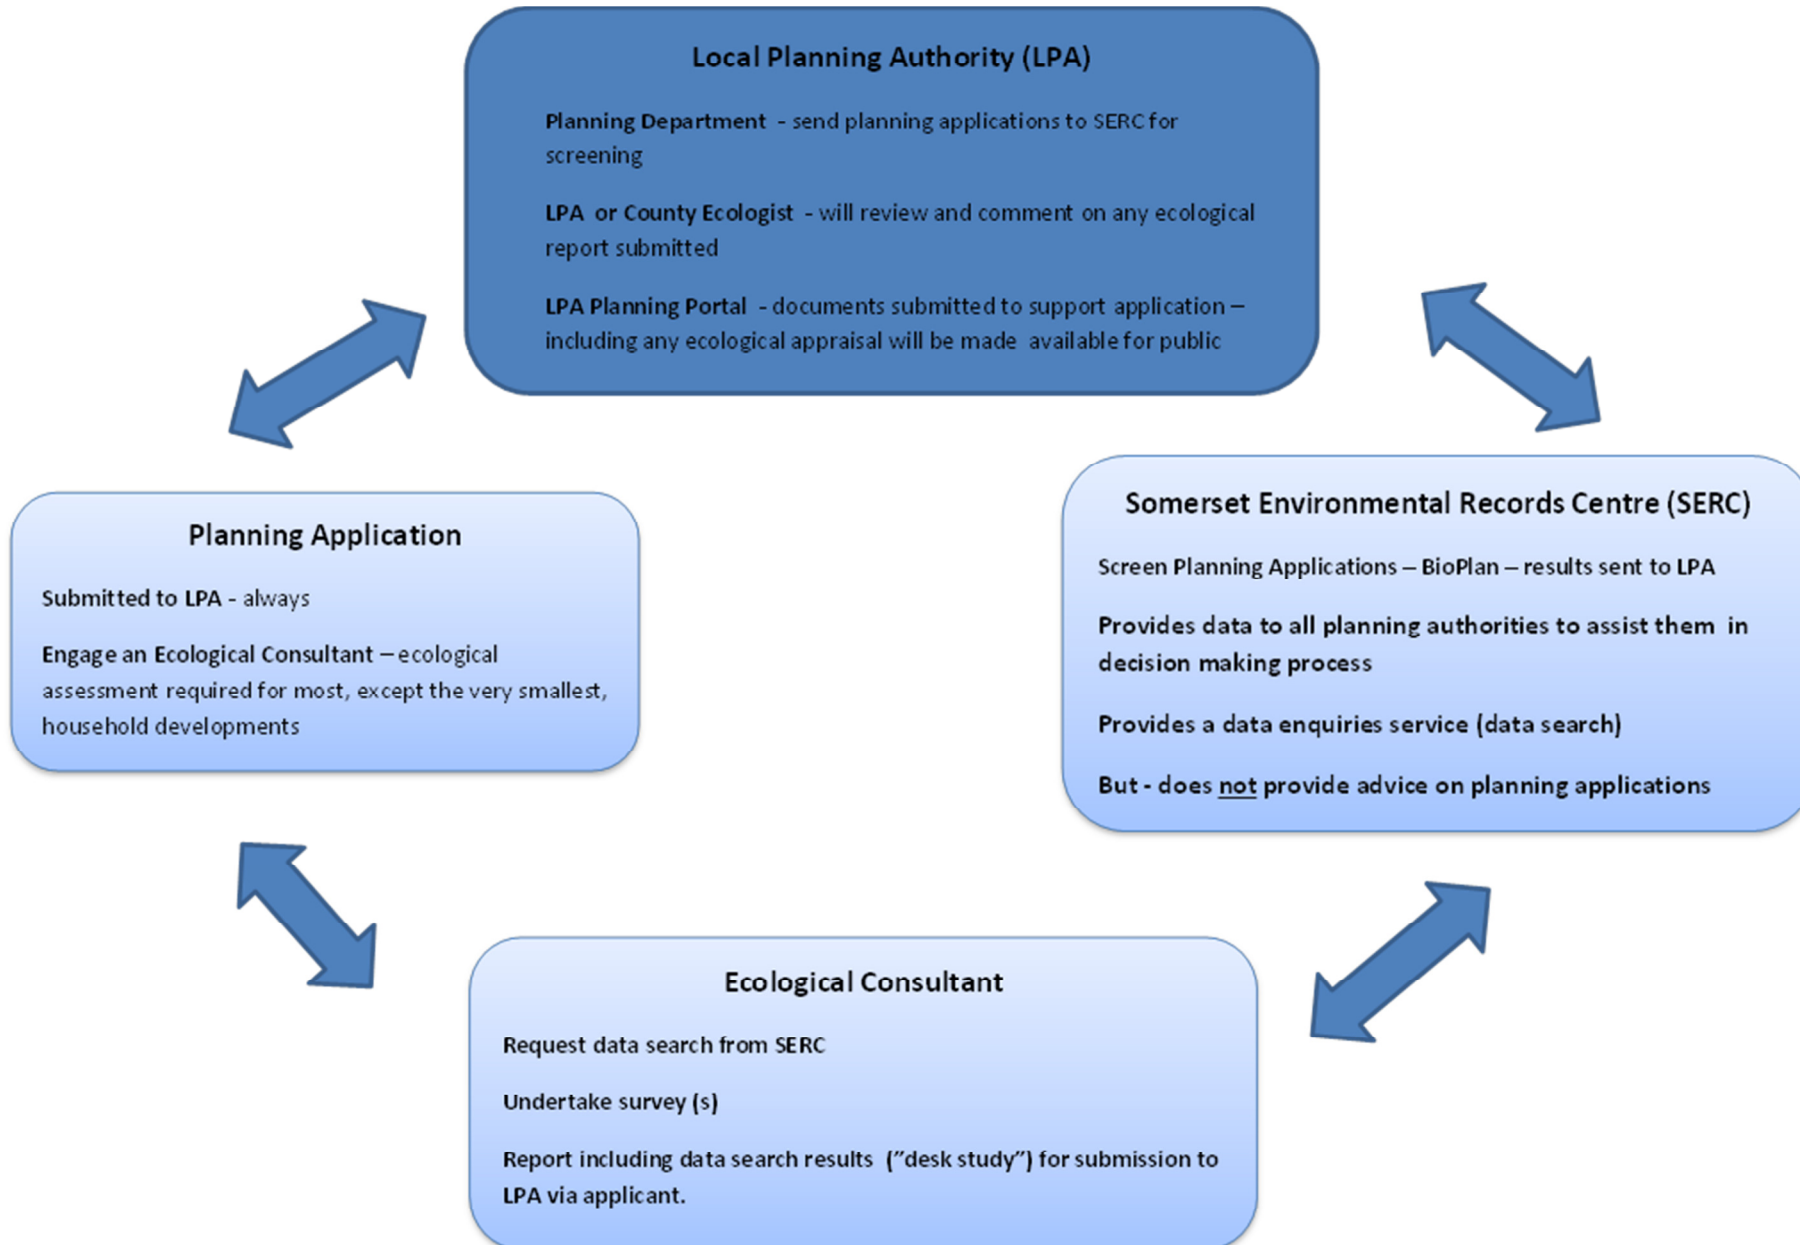 Local Planning Authority (LPA)
Planning Department - send planning applications to SERC for
screening
LPA or County Ecologist - will review and comment on any ecological
report submitted
LPA Planning Portal - documents submitted to support application –
including any ecological appraisal will be made available for public
Planning Application
Submitted to LPA - always
Engage an Ecological Consultant – ecological
assessment required for most, except the very smallest,
household developments
Somerset Environmental Records Centre (SERC)
Screen Planning Applications – BioPlan – results sent to LPA
Provides data to all planning authorities to assist them in
decision making process
Provides a data enquiries service (data search)
But - does not provide advice on planning applications
Ecological Consultant
Request data search from SERC
Undertake survey (s)
Report including data search results (”desk study”) for submission to
LPA via applicant.